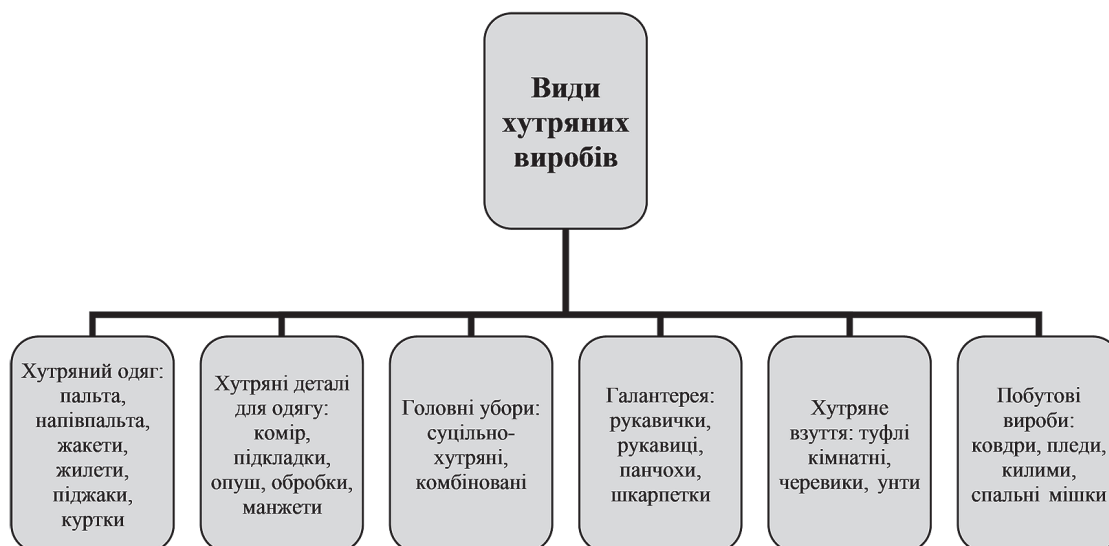 Види
хутряних
виробів
Хутряний одяг:
пальта,
напівпальта,
жакети,
жилети,
піджаки,
куртки
Хутряні деталі
для одягу:
комір,
підкладки,
опуш, обробки,
манжети
Головні убори:
суцільно-
хутряні,
комбіновані
Галантерея:
рукавички,
рукавиці,
панчохи,
шкарпетки
Хутряне
взуття: туфлі
кімнатні,
черевики, унти
Побутові
вироби:
ковдри, пледи,
килими,
спальні мішки